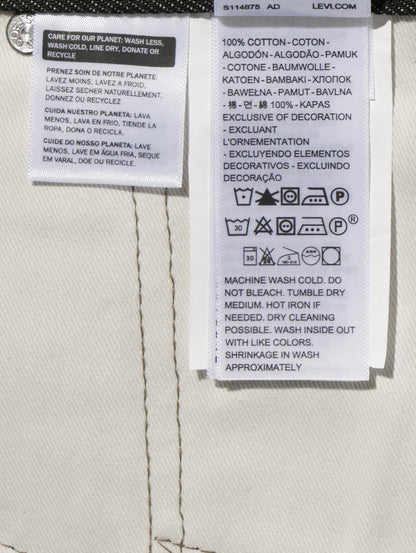 CARE FOR OUR PLANET: WASH LESS,
WASH COLD, LINE DRY, DONATE OR
RECYCLE
PRENEZ SOIN DE NOTRE PLANETE:
LAVEZ MOINS, LAVEZ A FROID,
LAISSEZ SECHER NATURELLEMENT,
DONNEZ OU RECYCLEZ
CUIDA NUESTRO PLANETA: LAVA
MENOS, LAVA EN FRIO, TIENDE LA
ROPA, DONA O RECICLA.
CUIDE DO NOSSO PLANETA: LAVE
MENOS, LAVE EM ÁGUA FRIA, SEQUE
EM VARAL, DOE OU RECICLE.
S114875 AD LEVI.COM
100% COTTON - COTON -
ALGODÓN - ALGODÃO - PAMUK
- COTONE - BAUMWOLLE -
KATOEN - BAMBAKI - ХЛОПОК
- BAWEŁNA - PAMUT - BAVLNA
- 棉 - 면 - 綿 100% - KAPAS
EXCLUSIVE OF DECORATION
- EXCLUANT
L'ORNEMENTATION
- EXCLUYENDO ELEMENTOS
DECORATIVOS - EXCLUINDO
DECORAÇÃO
P
30 P ®
30
MACHINE WASH COLD. DO
NOT BLEACH. TUMBLE DRY
MEDIUM. HOT IRON IF
NEEDED. DRY CLEANING
POSSIBLE. WASH INSIDE OUT
WITH LIKE COLORS.
SHRINKAGE IN WASH
APPROXIMATELY